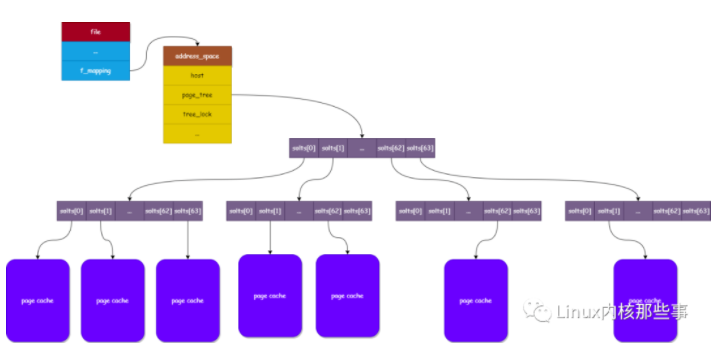 file
...
f_mapping
address_space
host
page_tree
tree_lock
...
solts[0] solts[1] ... solts[62] solts[63]
solts[0] solts[1] ... solts[62] solts[63]
solts[0] solts[1] ... solts[62] solts[63]
solts[0] solts[1] ... solts[62] solts[63]
solts[0] solts[1] ... solts[62] solts[63]
page cache
page cache
page cache
page cache
page cache
page cache
page cache
Linux内核那些事